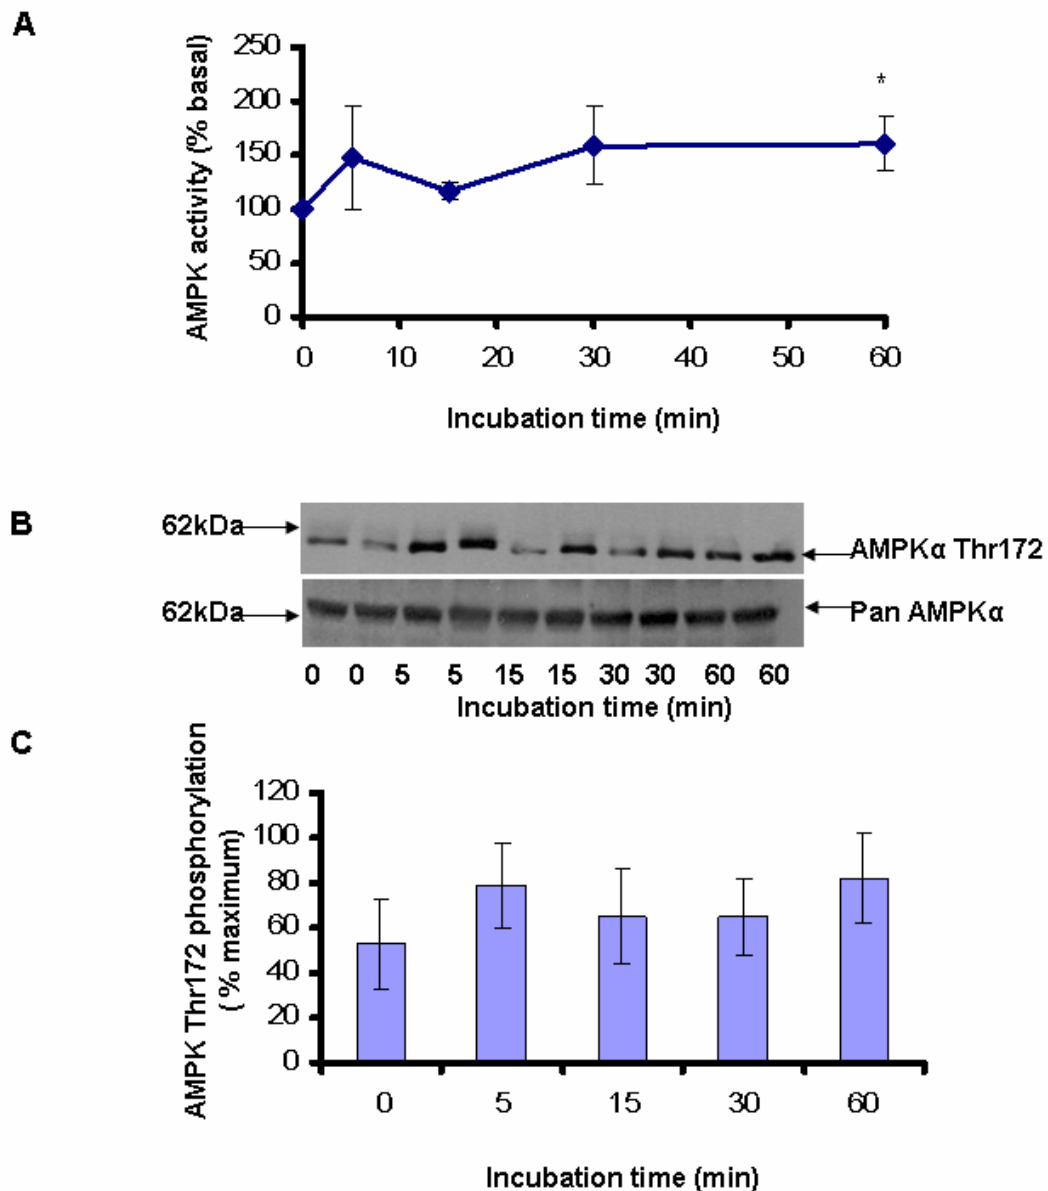 A
250
200
150
100
50
0
AMPK activity (% basal)
*
0 10 20 30 40 50 60
Incubation time (min)
B
62kDa
AMPKα Thr172
62kDa
Pan AMPKα
0 0 5 5 15 15 30 30 60 60
Incubation time (min)
C
AMPK Thr172 phosphorylation
( % maximum)
120
100
80
60
40
20
0
0 5 15 30 60
Incubation time (min)